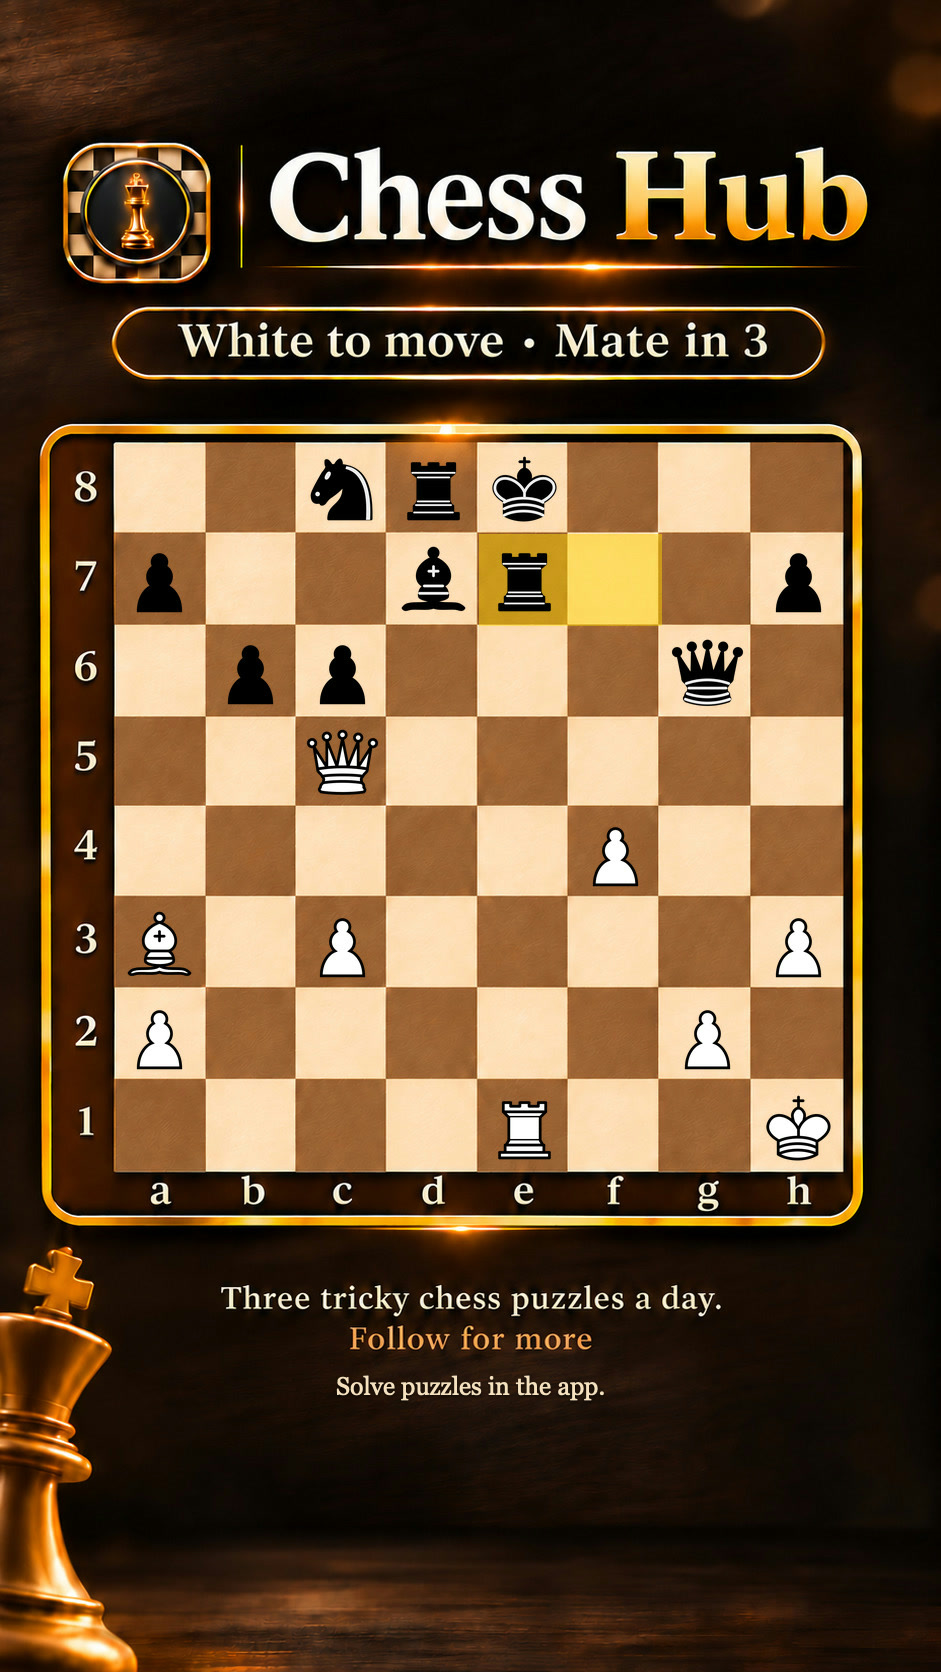 Chess Hub
White to move • Mate in 3
8
7
6
5
4
3
2
1
a b c d e f g h
Three tricky chess puzzles a day.
Follow for more
Solve puzzles in the app.